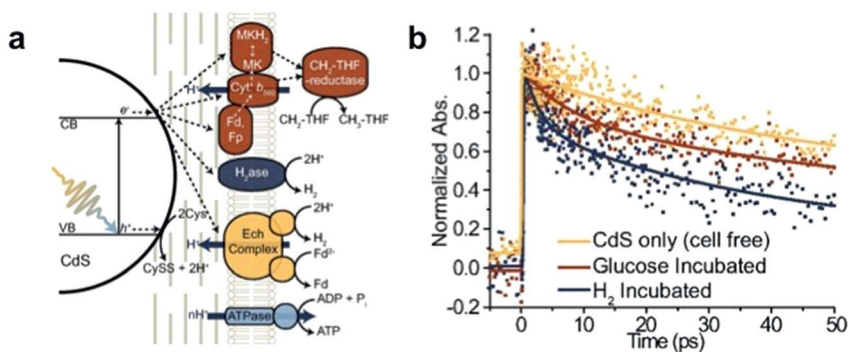 a
MKH₂
MK
H⁺
Cyt. b₅₆₀
Fd,
Fp
CH₂-THF
-reductase
CH₂-THF
CH₃-THF
e⁻
CB
H₂ase
2H⁺
H₂
VB
h⁺
2Cys
CySS + 2H⁺
CdS
H⁺
Ech
Complex
2H⁺
H₂
Fd²⁻
Fd
nH⁺
ATPase
ADP + Pᵢ
ATP
b
Normalized Abs.
1.2
1.0
0.8
0.6
0.4
0.2
0.0
-0.2
CdS only (cell free)
Glucose Incubated
H₂ Incubated
0
10
20
30
40
50
Time (ps)